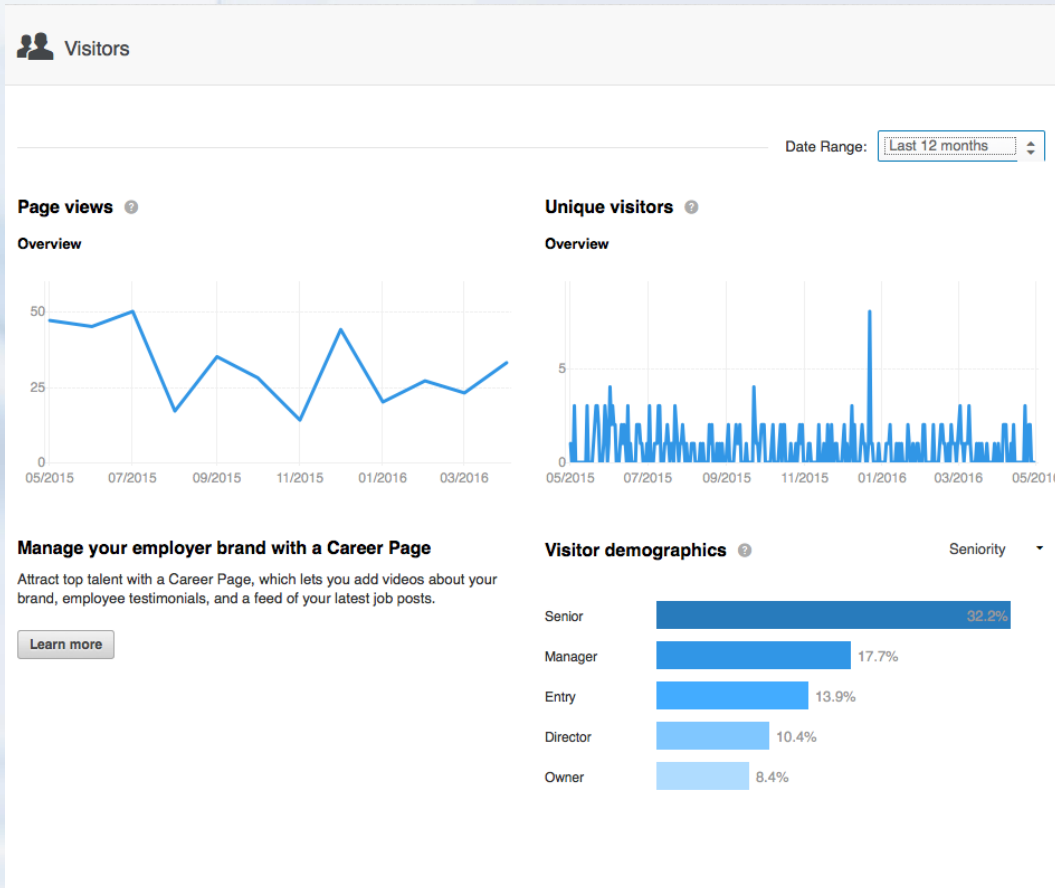 Visitors
Date Range: Last 12 months
Page views ?
Overview
50
25
0
05/2015 07/2015 09/2015 11/2015 01/2016 03/2016
Unique visitors ?
Overview
5
0
05/2015 07/2015 09/2015 11/2015 01/2016 03/2016 05/201
Manage your employer brand with a Career Page
Attract top talent with a Career Page, which lets you add videos about your
brand, employee testimonials, and a feed of your latest job posts.
Learn more
Visitor demographics ? Seniority
Senior 32.2%
Manager 17.7%
Entry 13.9%
Director 10.4%
Owner 8.4%